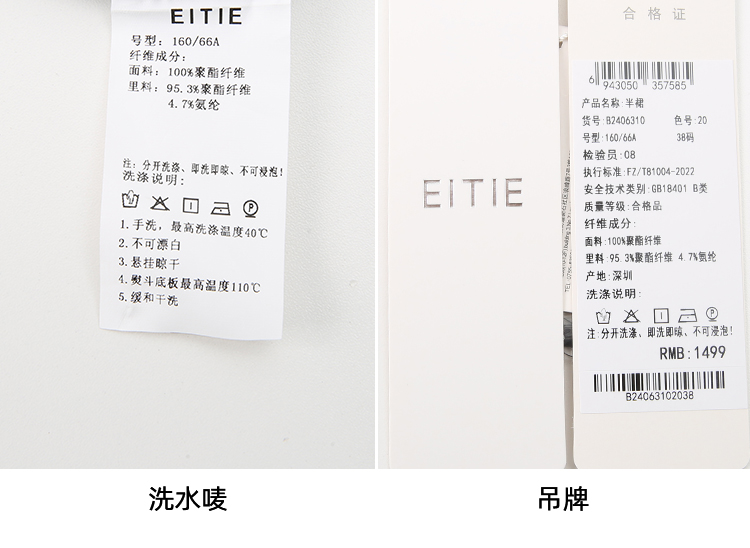 EITIE
号型: 160/66A
纤维成分:
面料: 100%聚酯纤维
里料: 95.3%聚酯纤维
4.7%氨纶
注: 分开洗涤、即洗即晾、不可浸泡!
洗涤说明:
1.手洗, 最高洗涤温度40℃
2.不可漂白
3.悬挂晾干
4.熨斗底板最高温度110℃
5.缓和干洗
洗水唛
EITIE
合格证
6 943050 357585
产品名称:半裙
货号:B2406310 色号:20
号型:160/66A 38码
检验员:08
执行标准:FZ/T81004-2022
安全技术类别:GB18401 B类
质量等级:合格品
纤维成分:
面料:100%聚酯纤维
里料:95.3%聚酯纤维 4.7%氨纶
产地:深圳
洗涤说明:
注:分开洗涤、即洗即晾、不可浸泡!
RMB:1499
B24063102038
吊牌